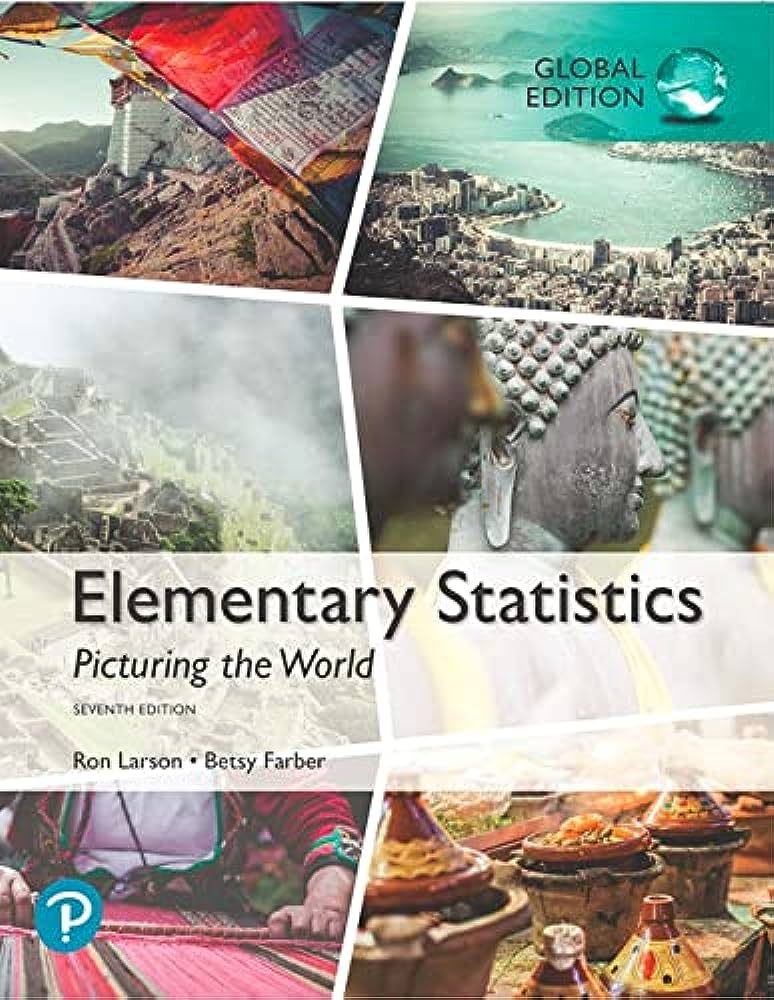 GLOBAL
EDITION
Elementary Statistics
Picturing the World
SEVENTH EDITION
Ron Larson • Betsy Farber
P